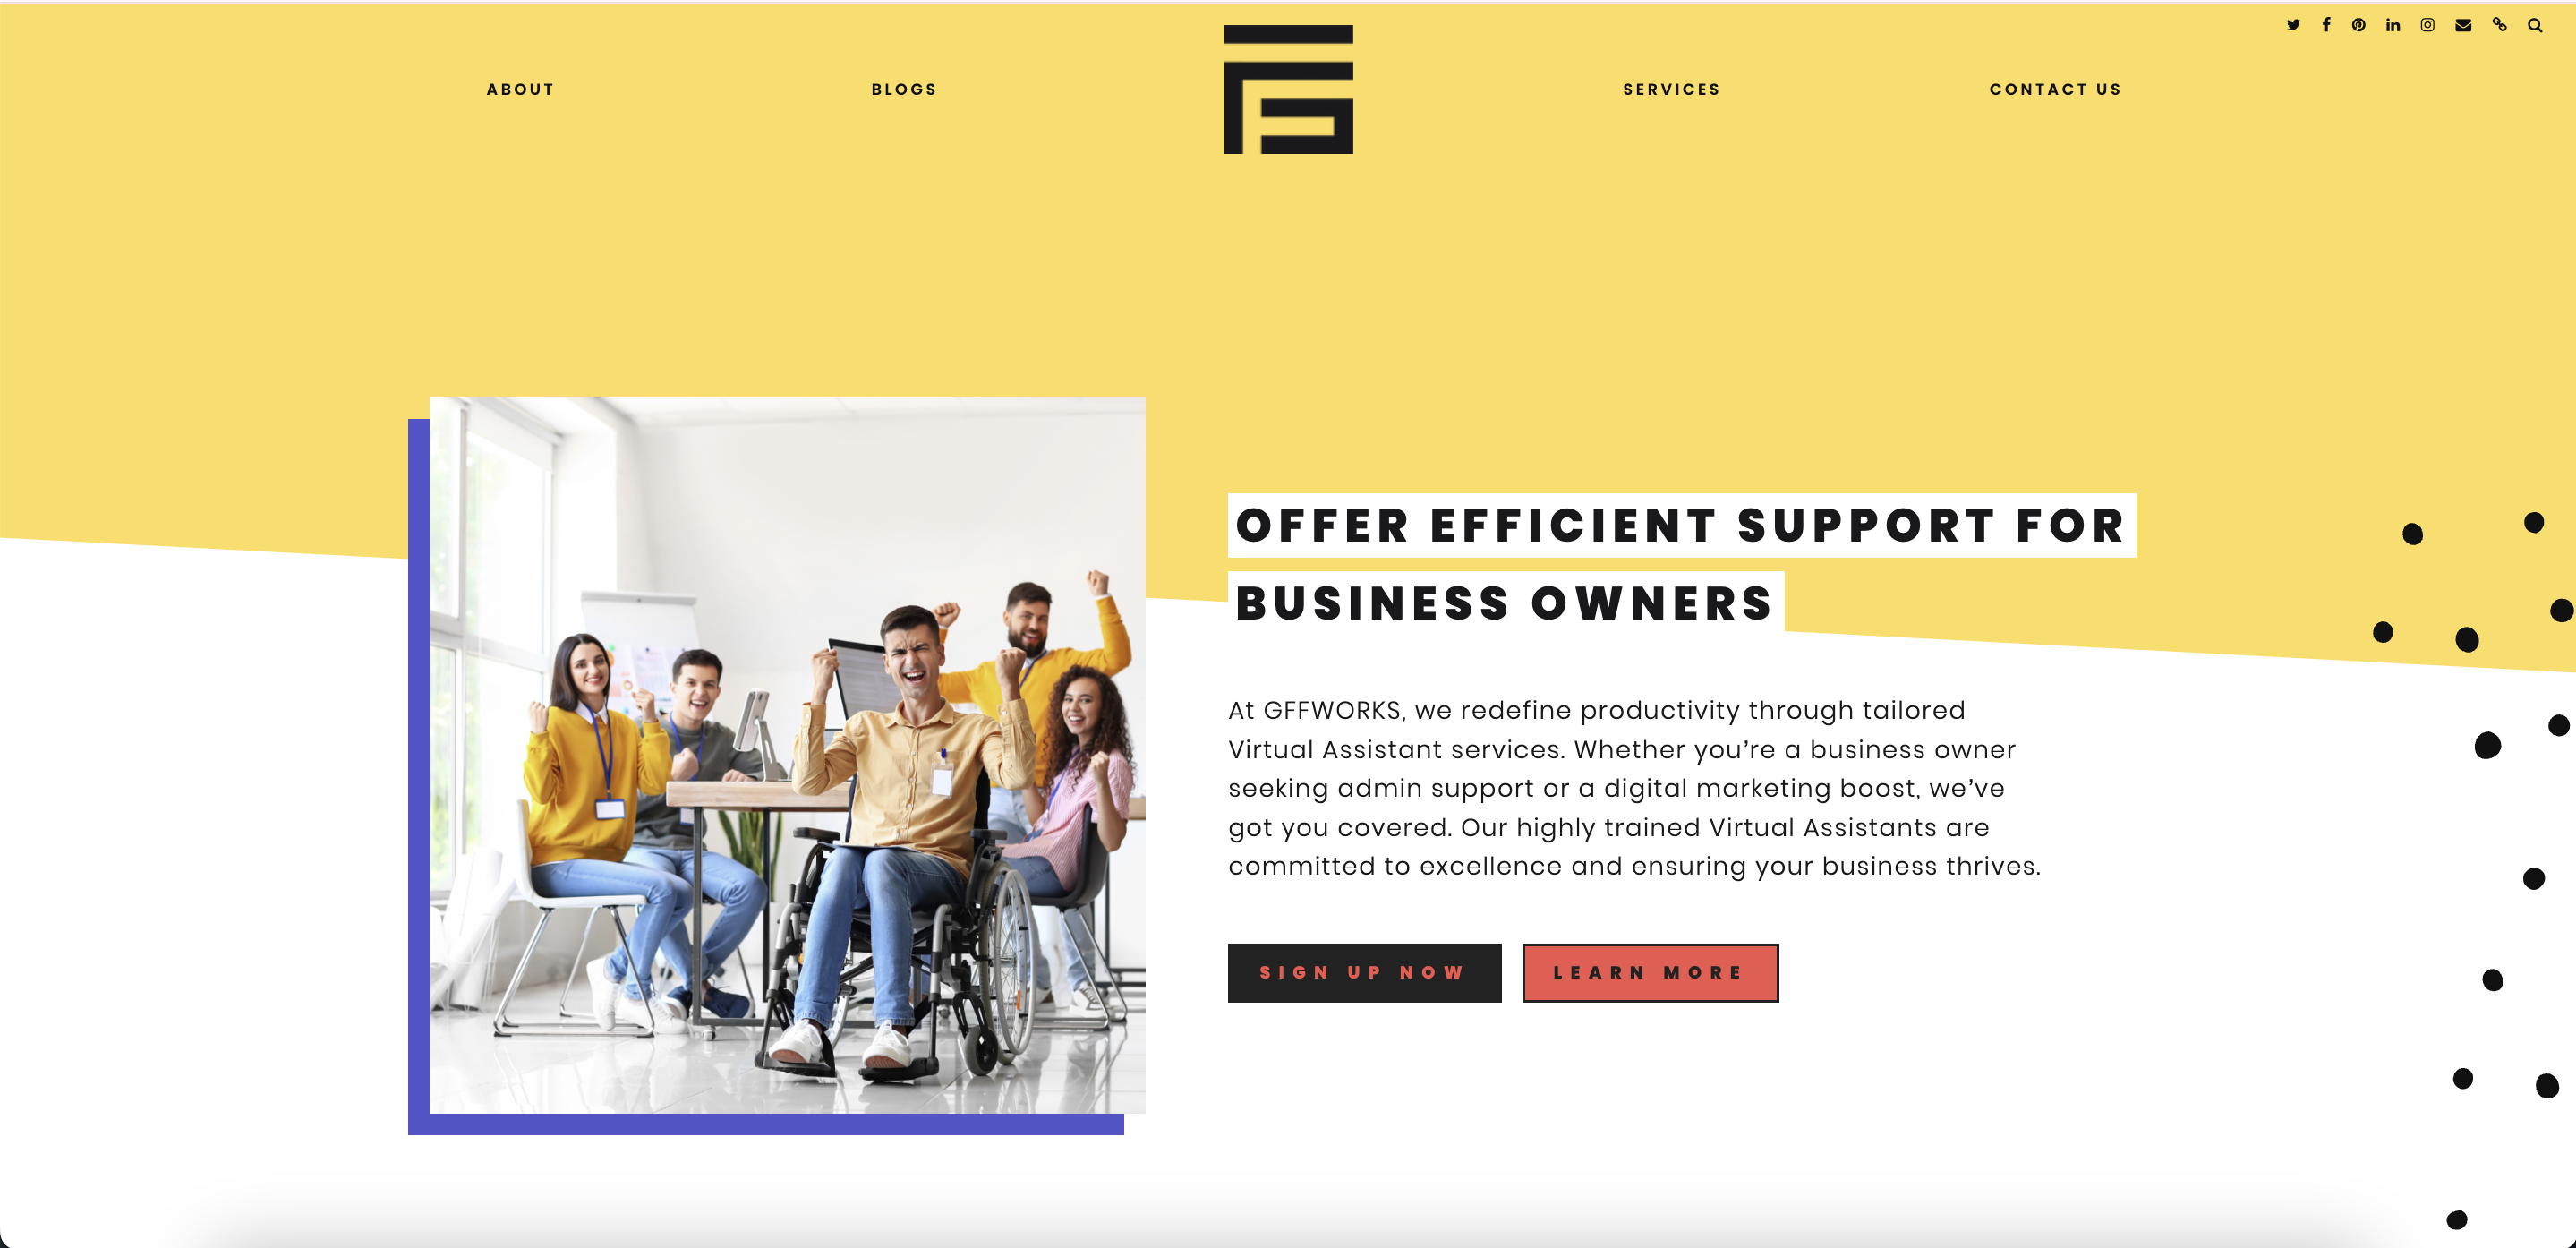 ABOUT
BLOGS
SERVICES
CONTACT US
OFFER EFFICIENT SUPPORT FOR
BUSINESS OWNERS
At GFFWORKS, we redefine productivity through tailored
Virtual Assistant services. Whether you’re a business owner
seeking admin support or a digital marketing boost, we’ve
got you covered. Our highly trained Virtual Assistants are
committed to excellence and ensuring your business thrives.
SIGN UP NOW
LEARN MORE